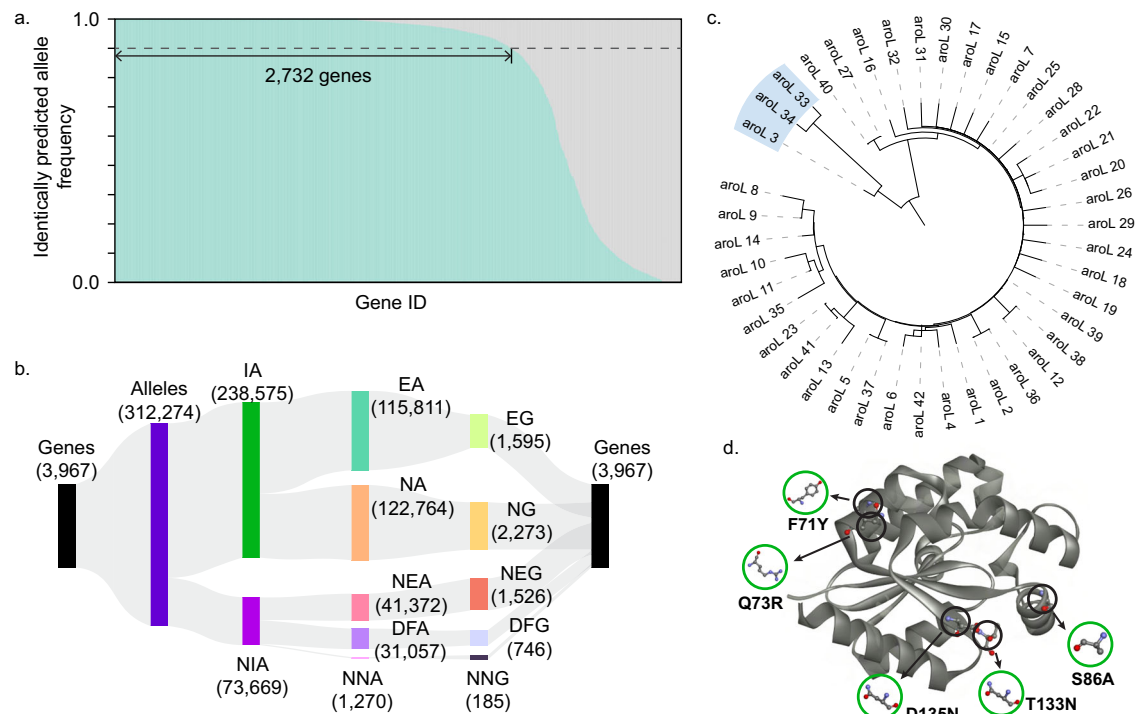 a.
1.0
Identically predicted allele
frequency
2,732 genes
0.0
Gene ID
b.
Genes
(3,967)
Alleles
(312,274)
IA
(238,575)
NIA
(73,669)
EA
(115,811)
NA
(122,764)
NEA
(41,372)
DFA
(31,057)
NNA
(1,270)
EG
(1,595)
NG
(2,273)
NEG
(1,526)
DFG
(746)
NNG
(185)
Genes
(3,967)
c.
aroL 3
aroL 34
aroL 33
aroL 40
aroL 27
aroL 16
aroL 32
aroL 31
aroL 30
aroL 17
aroL 15
aroL 7
aroL 25
aroL 28
aroL 22
aroL 21
aroL 20
aroL 26
aroL 29
aroL 24
aroL 18
aroL 19
aroL 39
aroL 38
aroL 12
aroL 36
aroL 2
aroL 1
aroL 4
aroL 42
aroL 6
aroL 37
aroL 5
aroL 13
aroL 41
aroL 23
aroL 35
aroL 11
aroL 10
aroL 14
aroL 9
aroL 8
d.
F71Y
Q73R
D135N
T133N
S86A